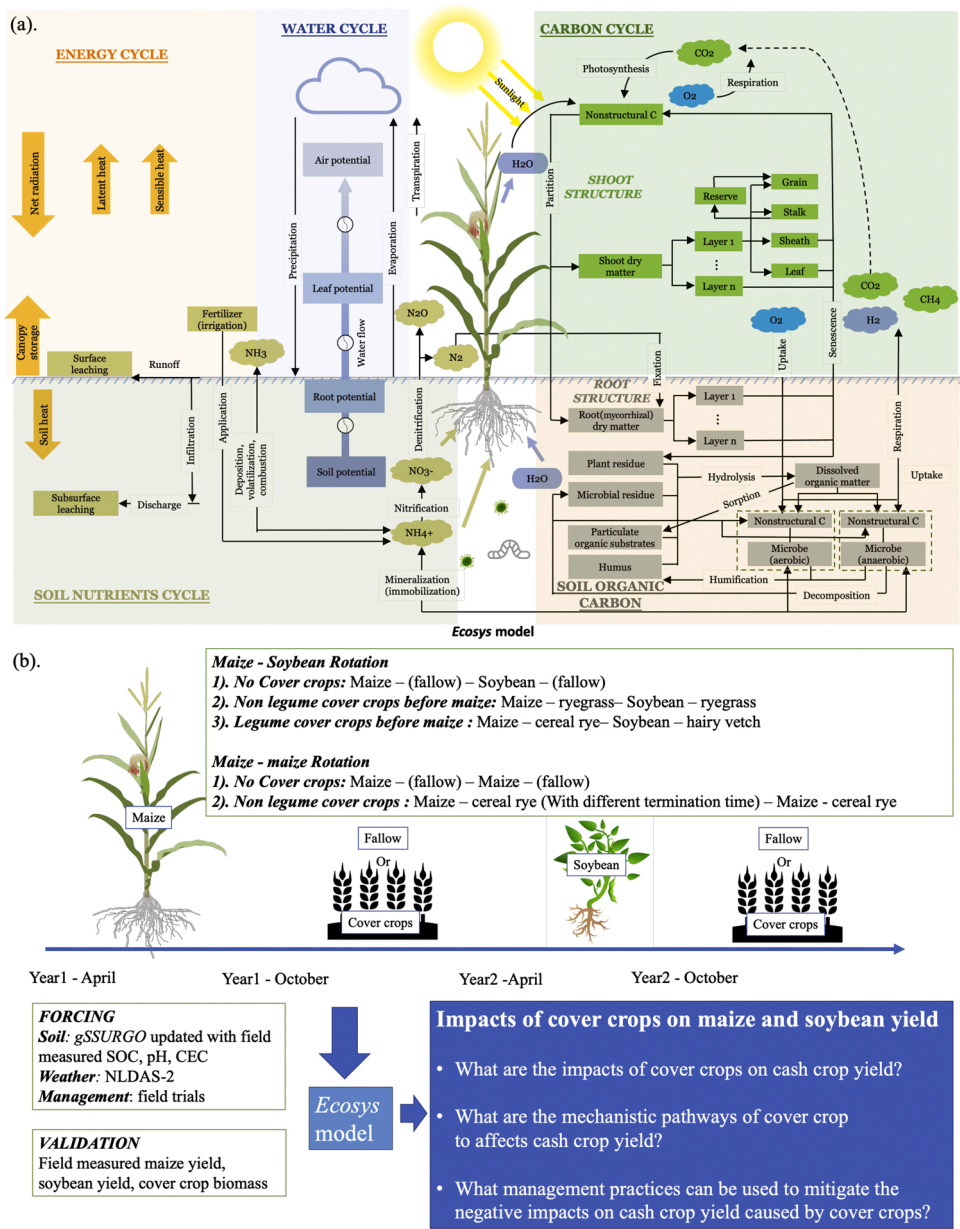 (a).
ENERGY CYCLE
WATER CYCLE
CARBON CYCLE
Sunlight
CO2
Photosynthesis
O2
Respiration
Nonstructural C
Net radiation
Latent heat
Sensible heat
Air potential
Transpiration
H2O
Partition
SHOOT
STRUCTURE
Reserve
Grain
Stalk
Precipitation
Evaporation
Layer 1
Sheath
Shoot dry
matter
Leaf
Layer n
Leaf potential
CO2
CH4
H2
O2
Canopy
storage
Fertilizer
(irrigation)
NH3
N2O
N2
Water flow
Uptake
Senescence
Surface
leaching
Runoff
Fixation
ROOT
STRUCTURE
Soil heat
Infiltration
Application
Deposition,
volatilization,
combustion
Root potential
Denitrification
Layer 1
Root(mycorrhizal)
dry matter
Layer n
Respiration
Soil potential
NO3-
H2O
Plant residue
Hydrolysis
Dissolved
organic matter
Uptake
Microbial residue
Sorption
Subsurface
leaching
Discharge
Nitrification
NH4+
Particulate
organic substrates
Nonstructural C
Nonstructural C
Humus
Microbe
(aerobic)
Microbe
(anaerobic)
Mineralization
(immobilization)
Humification
Decomposition
SOIL NUTRIENTS CYCLE
SOIL ORGANIC
CARBON
Ecosys model
(b).
Maize - Soybean Rotation
1). No Cover crops: Maize – (fallow) – Soybean – (fallow)
2). Non legume cover crops before maize: Maize – ryegrass– Soybean – ryegrass
3). Legume cover crops before maize : Maize – cereal rye– Soybean – hairy vetch
Maize - maize Rotation
1). No Cover crops: Maize – (fallow) – Maize – (fallow)
2). Non legume cover crops : Maize – cereal rye (With different termination time) – Maize - cereal rye
Maize
Fallow
Or
Cover crops
Soybean
Fallow
Or
Cover crops
Year1 - April
Year1 - October
Year2 -April
Year2 - October
FORCING
Soil: gSSURGO updated with field
measured SOC, pH, CEC
Weather: NLDAS-2
Management: field trials
VALIDATION
Field measured maize yield,
soybean yield, cover crop biomass
Ecosys
model
Impacts of cover crops on maize and soybean yield
• What are the impacts of cover crops on cash crop yield?
• What are the mechanistic pathways of cover crop
to affects cash crop yield?
• What management practices can be used to mitigate the
negative impacts on cash crop yield caused by cover crops?